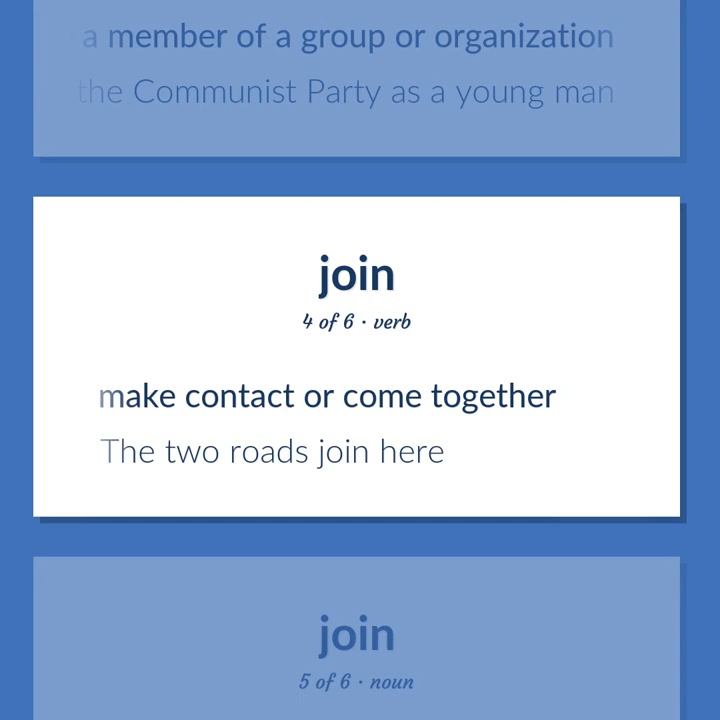 a member of a group or organization
the Communist Party as a young man
join
4 of 6 · verb
make contact or come together
The two roads join here
join
5 of 6 · noun